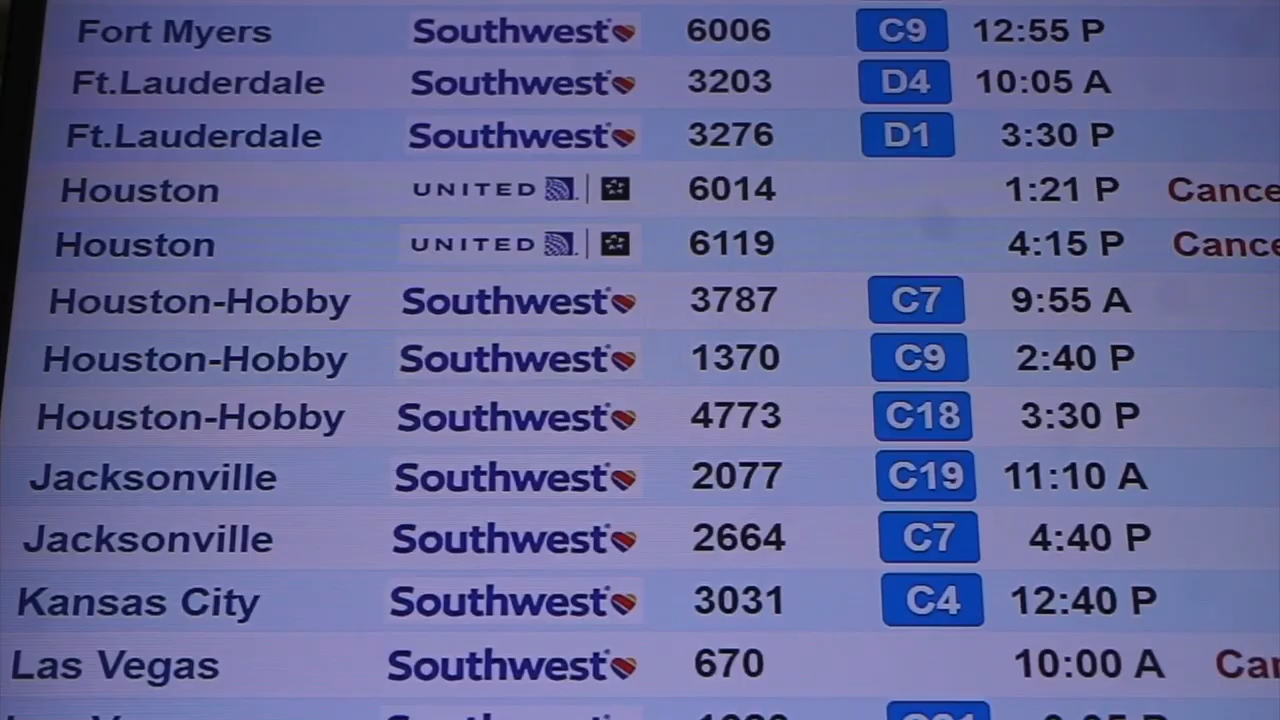 Fort Myers Southwest 6006 C9 12:55 P
Ft.Lauderdale Southwest 3203 D4 10:05 A
Ft.Lauderdale Southwest 3276 D1 3:30 P
Houston UNITED 6014 1:21 P Cance
Houston UNITED 6119 4:15 P Cance
Houston-Hobby Southwest 3787 C7 9:55 A
Houston-Hobby Southwest 1370 C9 2:40 P
Houston-Hobby Southwest 4773 C18 3:30 P
Jacksonville Southwest 2077 C19 11:10 A
Jacksonville Southwest 2664 C7 4:40 P
Kansas City Southwest 3031 C4 12:40 P
Las Vegas Southwest 670 10:00 A Can